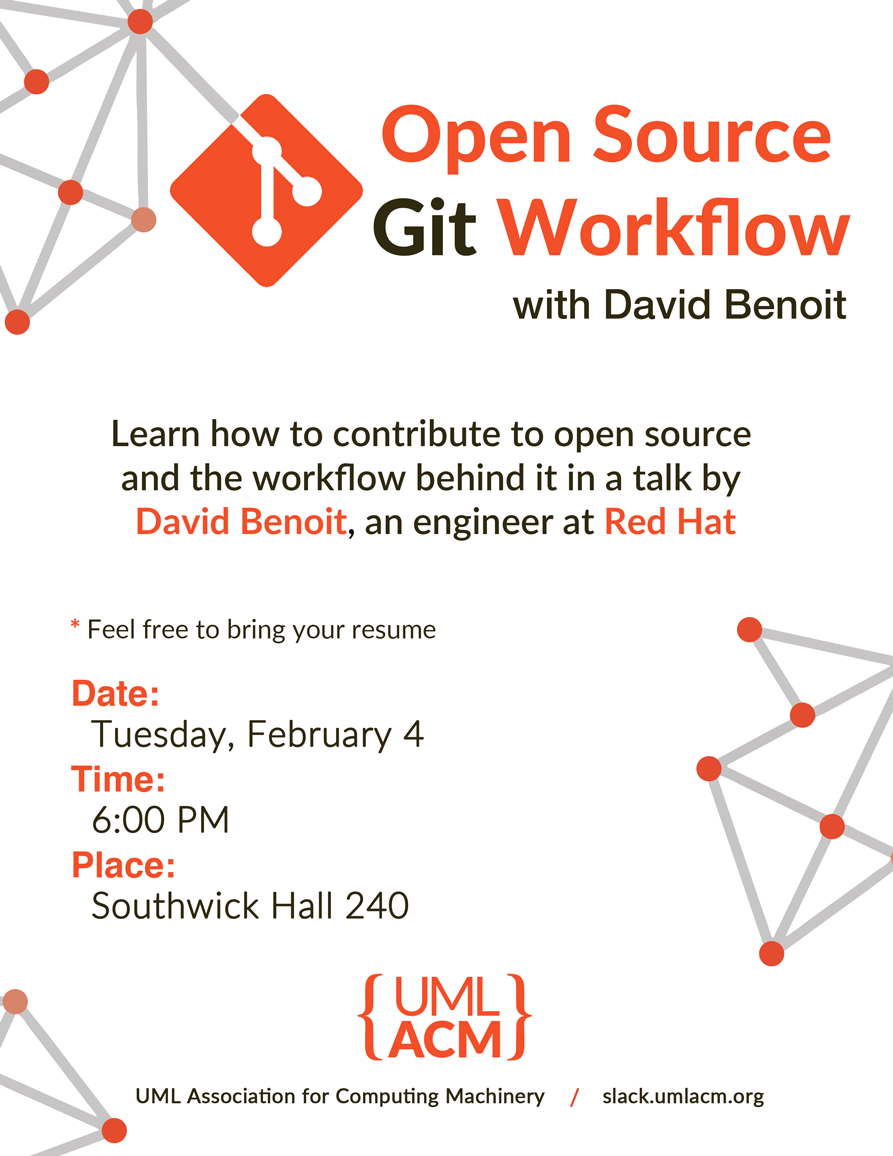 Open Source
Git Workflow
with David Benoit
Learn how to contribute to open source
and the workflow behind it in a talk by
David Benoit, an engineer at Red Hat
* Feel free to bring your resume
Date:
Tuesday, February 4
Time:
6:00 PM
Place:
Southwick Hall 240
{UML
ACM}
UML Association for Computing Machinery / slack.umlacm.org